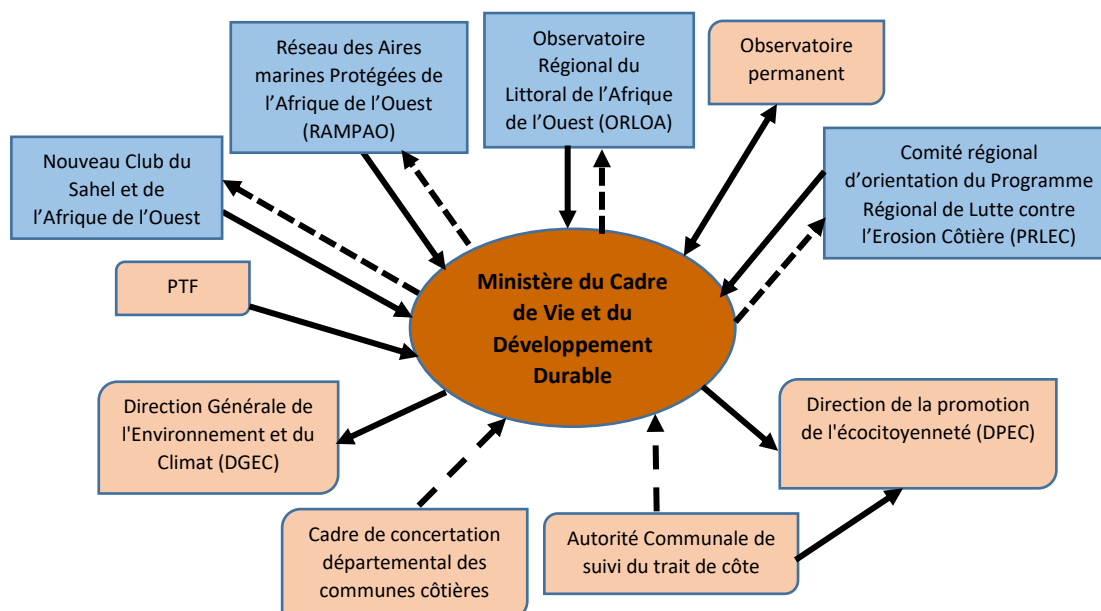 Réseau des Aires
marines Protégées de
l’Afrique de l’Ouest
(RAMPAO)
Observatoire
Régional du
Littoral de l’Afrique
de l’Ouest (ORLOA)
Observatoire
permanent
Nouveau Club du
Sahel et de
l’Afrique de l’Ouest
Comité régional
d’orientation du Programme
Régional de Lutte contre
l’Erosion Côtière (PRLEC)
PTF
Ministère du Cadre
de Vie et du
Développement
Durable
Direction Générale de
l'Environnement et du
Climat (DGEC)
Direction de la promotion
de l'écocitoyenneté (DPEC)
Cadre de concertation
départemental des
communes côtières
Autorité Communale de
suivi du trait de côte